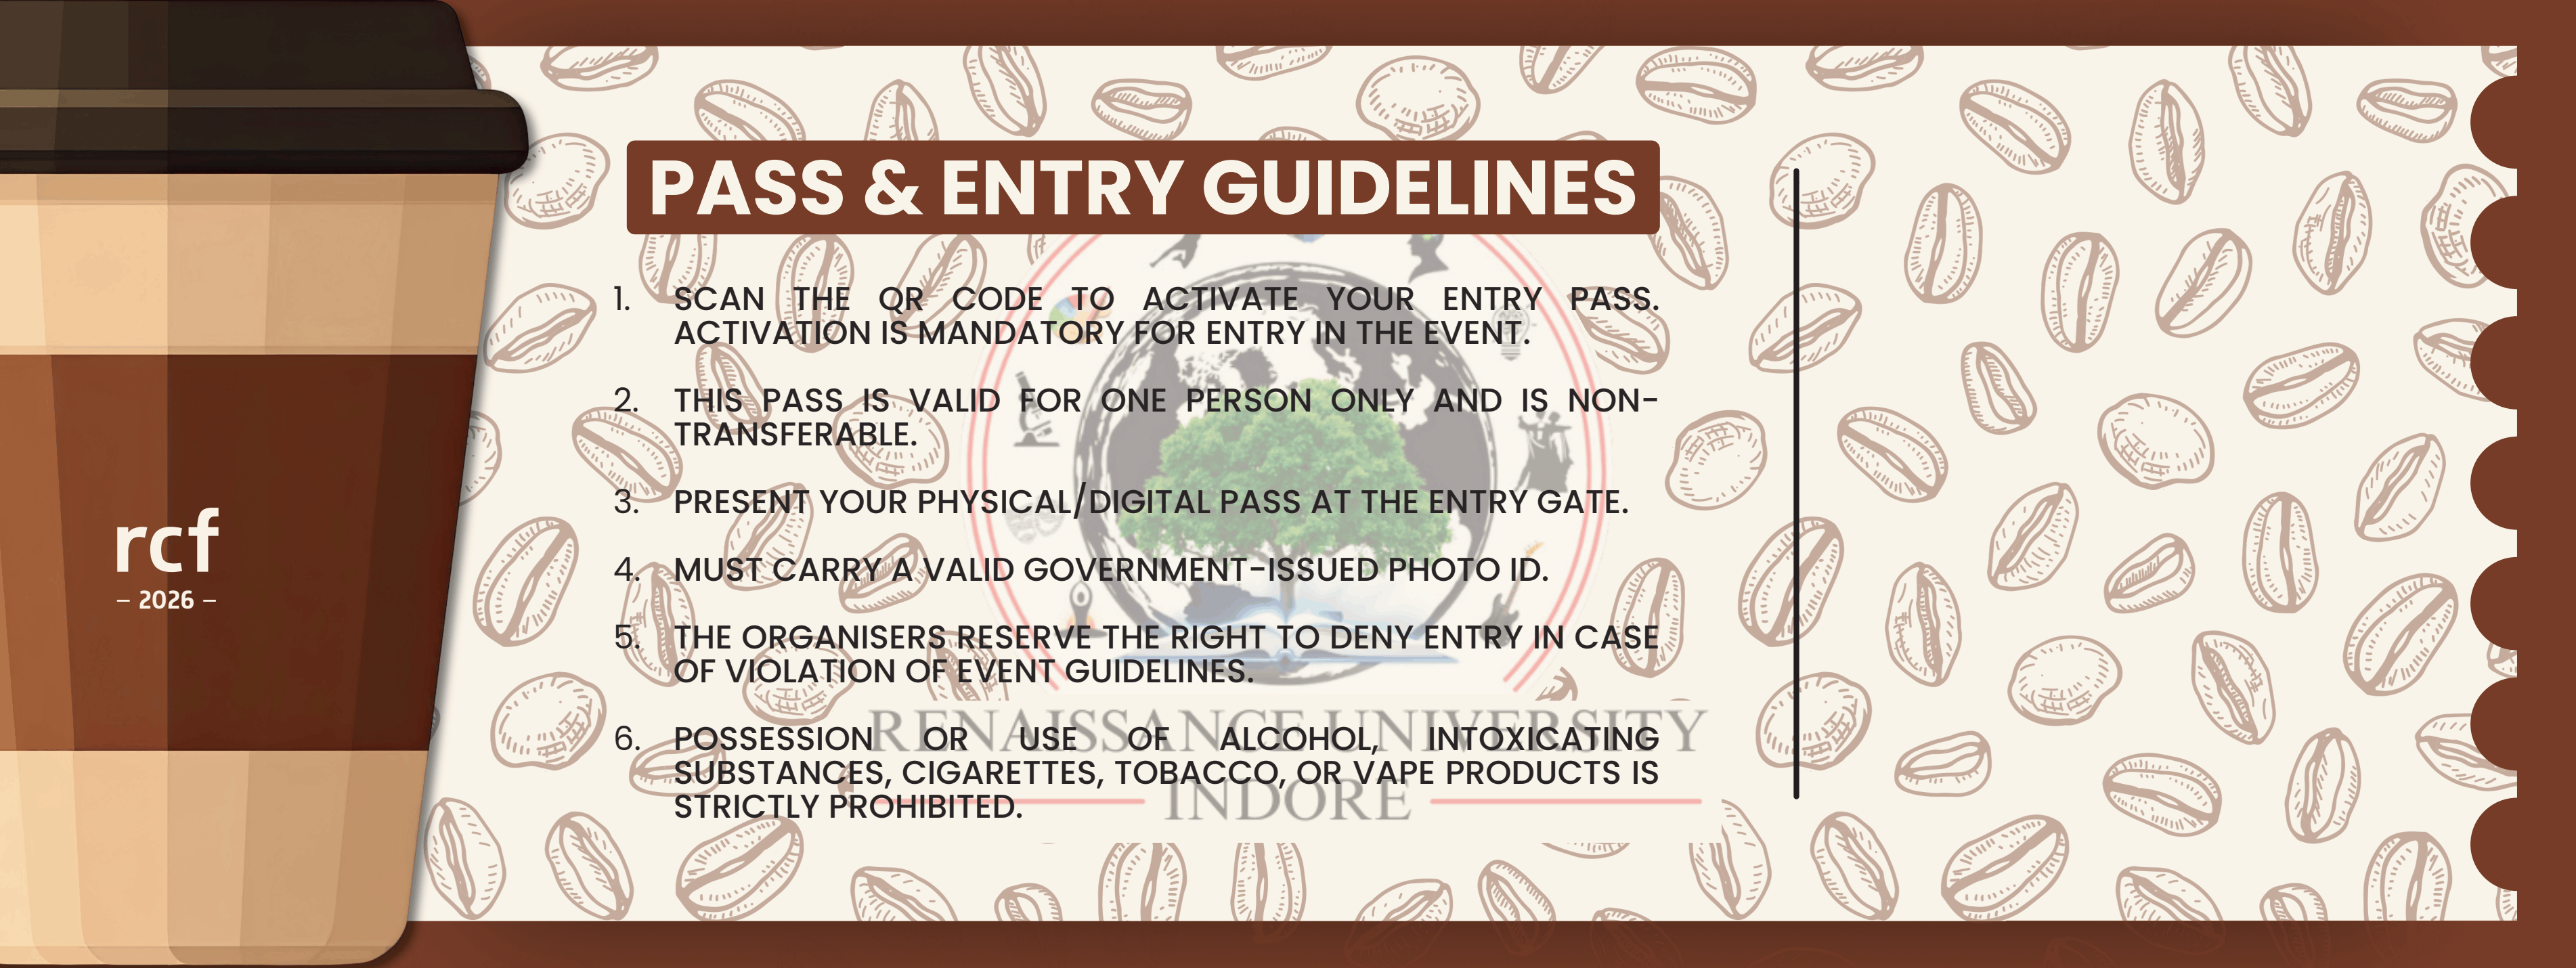 PASS & ENTRY GUIDELINES
1. SCAN THE QR CODE TO ACTIVATE YOUR ENTRY PASS.
ACTIVATION IS MANDATORY FOR ENTRY IN THE EVENT.
2. THIS PASS IS VALID FOR ONE PERSON ONLY AND IS NON-
TRANSFERABLE.
3. PRESENT YOUR PHYSICAL/DIGITAL PASS AT THE ENTRY GATE.
4. MUST CARRY A VALID GOVERNMENT-ISSUED PHOTO ID.
5. THE ORGANISERS RESERVE THE RIGHT TO DENY ENTRY IN CASE
OF VIOLATION OF EVENT GUIDELINES.
6. POSSESSION OR USE OF ALCOHOL, INTOXICATING
SUBSTANCES, CIGARETTES, TOBACCO, OR VAPE PRODUCTS IS
STRICTLY PROHIBITED.
RENAISSANCE UNIVERSITY
INDORE
rcf
– 2026 –